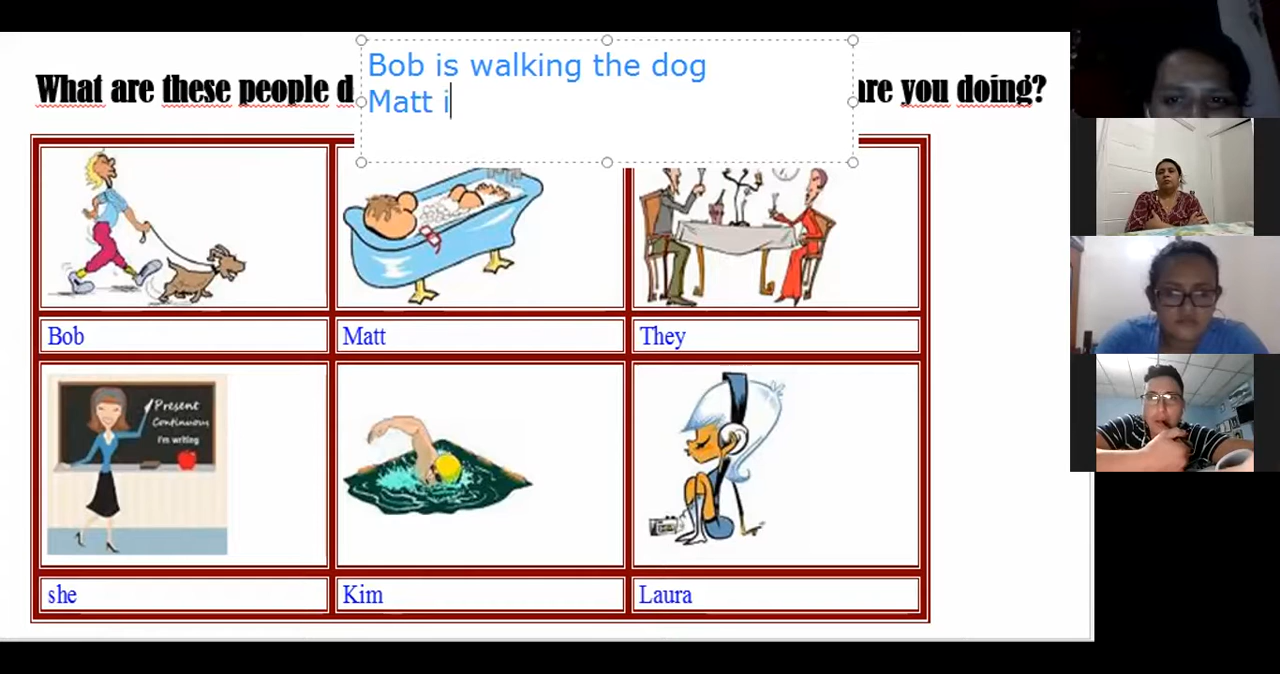 Bob is walking the dog
Matt i
What are these people d are you doing?
Bob
Matt
They
Present
Continuous
I'm writing
she
Kim
Laura